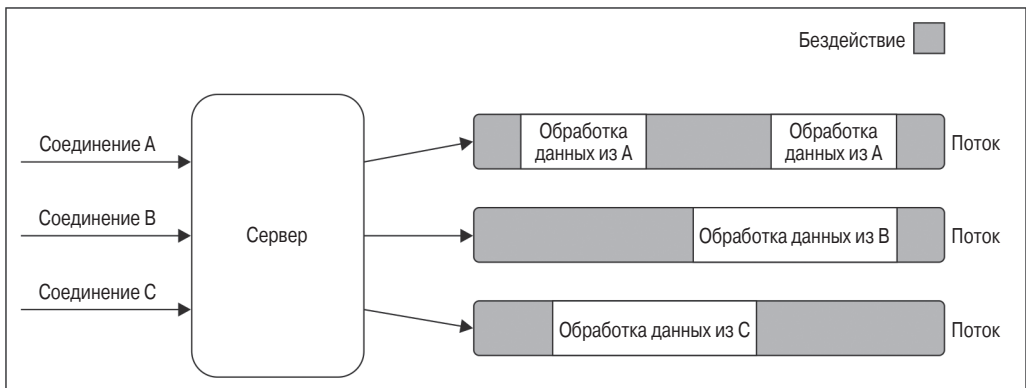 Бездействие
Соединение A
Соединение B
Соединение C
Сервер
Обработка
данных из A
Обработка
данных из A
Поток
Обработка данных из B
Поток
Обработка данных из C
Поток